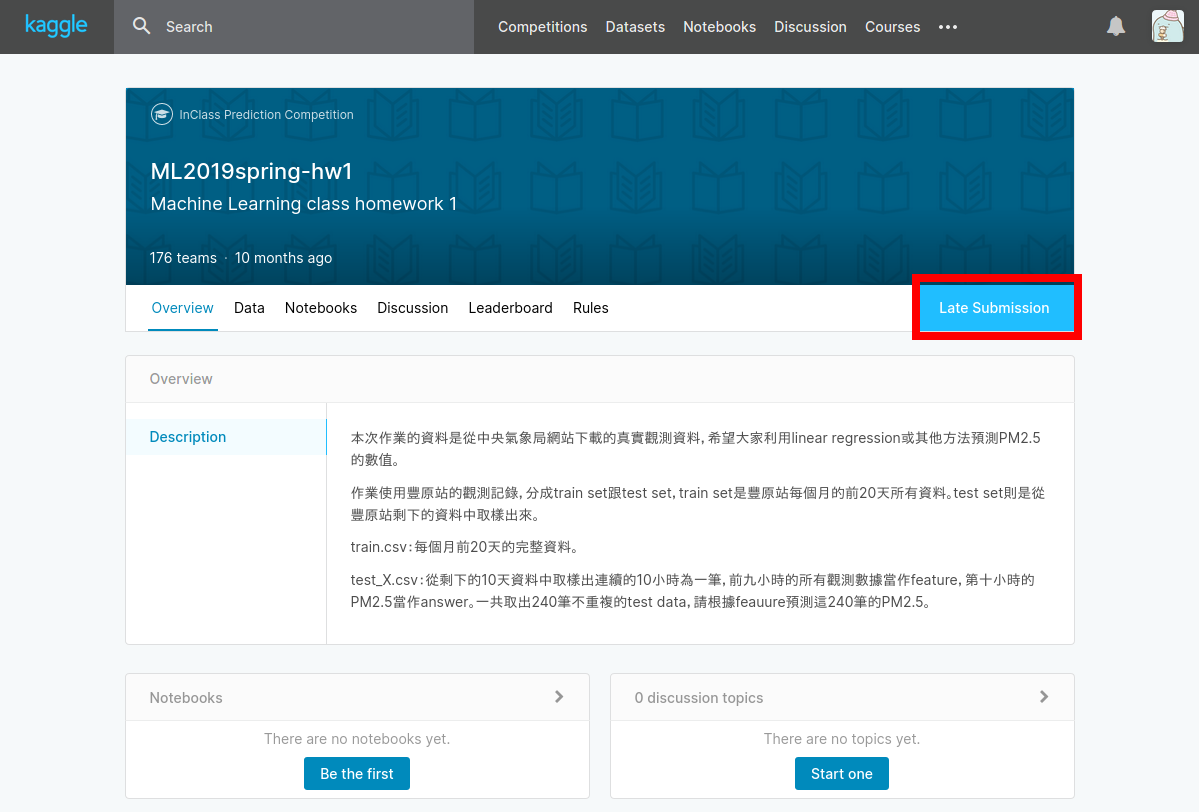 kaggle
Search
Competitions Datasets Notebooks Discussion Courses
InClass Prediction Competition
ML2019spring-hw1
Machine Learning class homework 1
176 teams · 10 months ago
Overview Data Notebooks Discussion Leaderboard Rules
Late Submission
Overview
Description
本次作業的資料是從中央氣象局網站下載的真實觀測資料,希望大家利用linear regression或其他方法預測PM2.5
的數值。
作業使用豐原站的觀測記錄,分成train set跟test set,train set是豐原站每個月的前20天所有資料。test set則是從
豐原站剩下的資料中取樣出來。
train.csv:每個月前20天的完整資料。
test_X.csv:從剩下的10天資料中取樣出連續的10小時為一筆,前九小時的所有觀測數據當作feature,第十小時的
PM2.5當作answer。一共取出240筆不重複的test data,請根據feauure預測這240筆的PM2.5。
Notebooks
There are no notebooks yet.
Be the first
0 discussion topics
There are no topics yet.
Start one